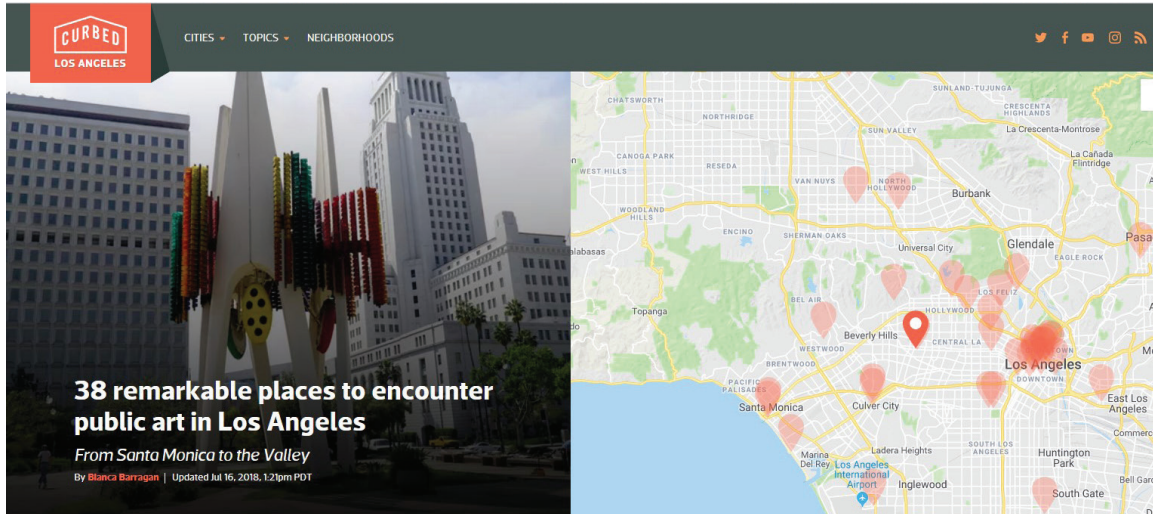 CURBED
LOS ANGELES
CITIES
TOPICS
NEIGHBORHOODS
38 remarkable places to encounter
public art in Los Angeles
From Santa Monica to the Valley
By Bianca Barragan | Updated Jul 16, 2018, 1:21pm PDT
SUNLAND-TUJUNGA
CHATSWORTH
CRESCENTA
HIGHLANDS
NORTHRIDGE
SUN VALLEY
La Crescenta-Montrose
La Cañada
Flintridge
CANOGA PARK
WEST HILLS
RESEDA
VAN NUYS
NORTH
HOLLYWOOD
Burbank
WOODLAND
HILLS
ENCINO
SHERMAN OAKS
Universal City
Glendale
Pasa
alabasas
EAGLE ROCK
BEL AIR
LOS FELIZ
Topanga
HOLLYWOOD
Beverly Hills
CENTRAL LA
WESTWOOD
Los Angeles
BRENTWOOD
DOWNTOWN
PACIFIC
PALISADES
Santa Monica
Culver City
East Los
Angeles
Commerc
Ladera Heights
SOUTH LOS
ANGELES
Huntington
Park
Marina
Del Rey
Los Angeles
International
Airport
Inglewood
Bell Gar
South Gate